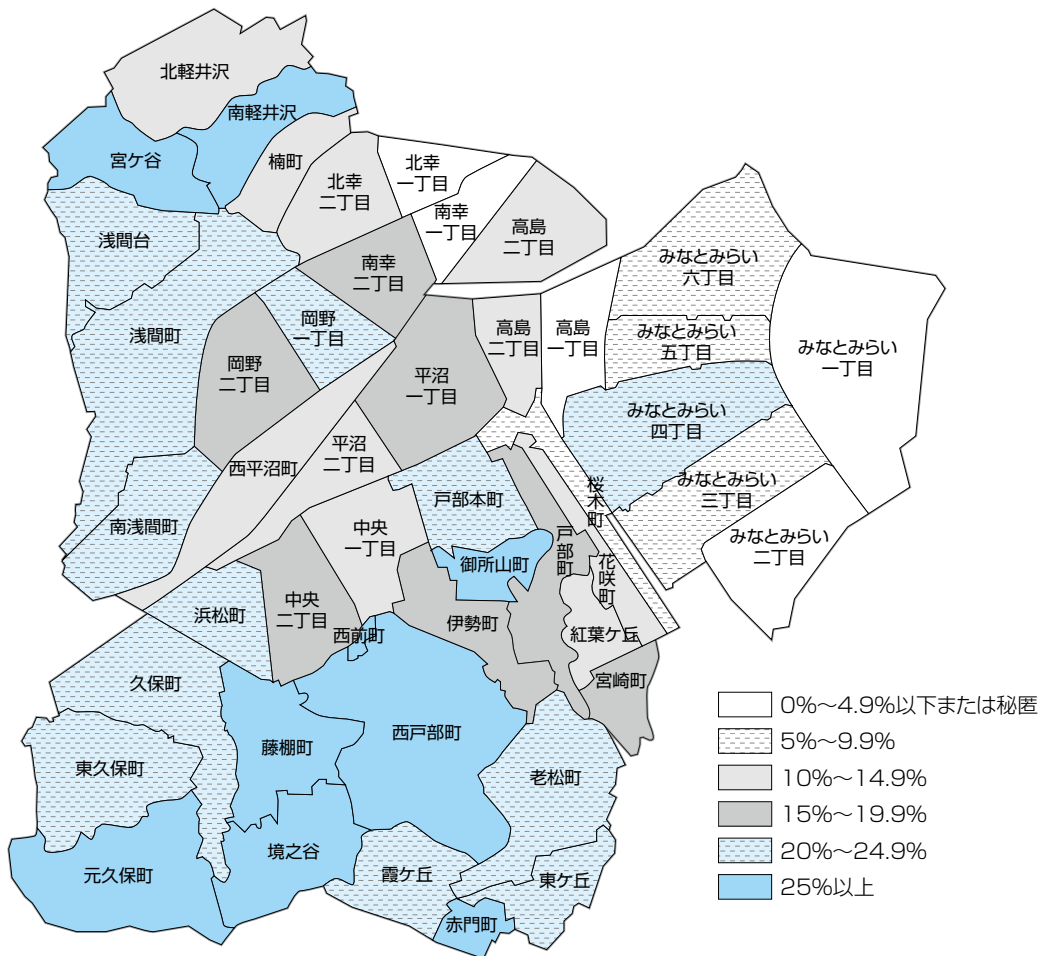 北軽井沢
南軽井沢
宮ケ谷
楠町
北幸
一丁目
北幸
二丁目
南幸
一丁目
高島
二丁目
浅間台
南幸
二丁目
みなとみらい
六丁目
浅間町
岡野
一丁目
高島
二丁目
高島
一丁目
みなとみらい
五丁目
みなとみらい
一丁目
岡野
二丁目
平沼
一丁目
みなとみらい
四丁目
西平沼町
平沼
二丁目
みなとみらい
三丁目
桜木町
南浅間町
戸部本町
中央
一丁目
みなとみらい
二丁目
戸部町
御所山町
花咲町
浜松町
中央
二丁目
西前町
伊勢町
紅葉ケ丘
宮崎町
久保町
西戸部町
藤棚町
東久保町
老松町
境之谷
元久保町
霞ケ丘
東ケ丘
赤門町
0%～4.9%以下または秘匿
5%～9.9%
10%～14.9%
15%～19.9%
20%～24.9%
25%以上